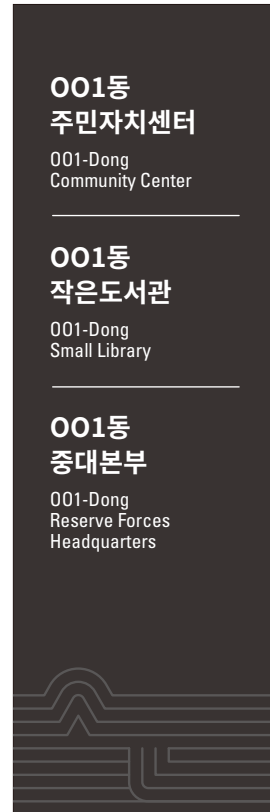 OO1동
주민자치센터
OO1-Dong
Community Center
OO1동
작은도서관
OO1-Dong
Small Library
OO1동
중대본부
OO1-Dong
Reserve Forces
Headquarters